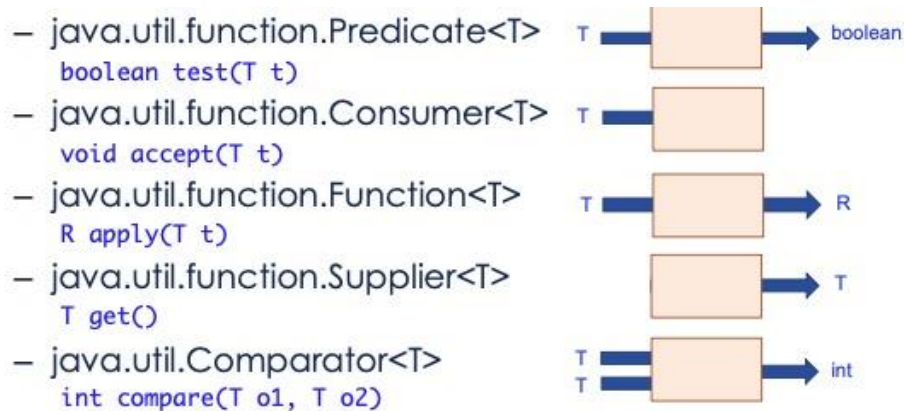 – java.util.function.Predicate<T>
boolean test(T t)
T
boolean
– java.util.function.Consumer<T>
void accept(T t)
T
– java.util.function.Function<T>
R apply(T t)
T
R
– java.util.function.Supplier<T>
T get()
T
– java.util.Comparator<T>
int compare(T o1, T o2)
T
T
int